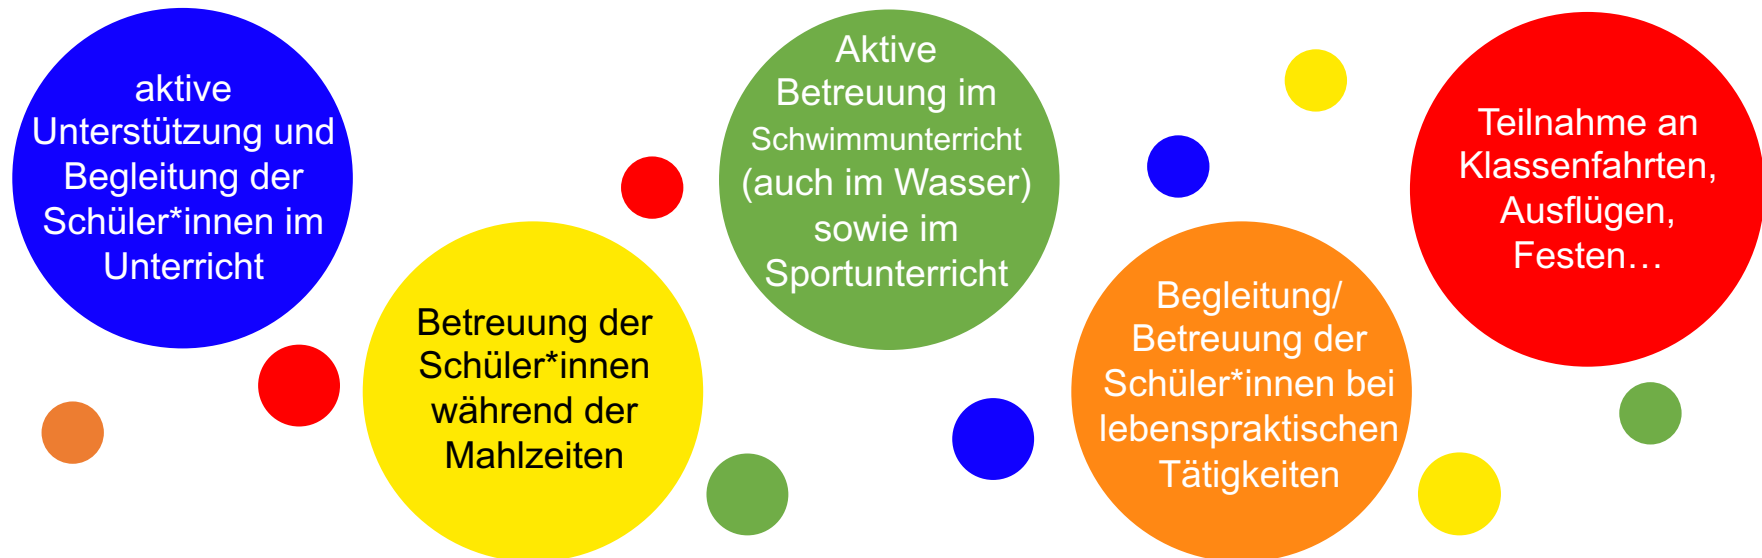 aktive
Unterstützung und
Begleitung der
Schüler*innen im
Unterricht
Betreuung der
Schüler*innen
während der
Mahlzeiten
Aktive
Betreuung im
Schwimmunterricht
(auch im Wasser)
sowie im
Sportunterricht
Begleitung/
Betreuung der
Schüler*innen bei
lebenspraktischen
Tätigkeiten
Teilnahme an
Klassenfahrten,
Ausflügen,
Festen…